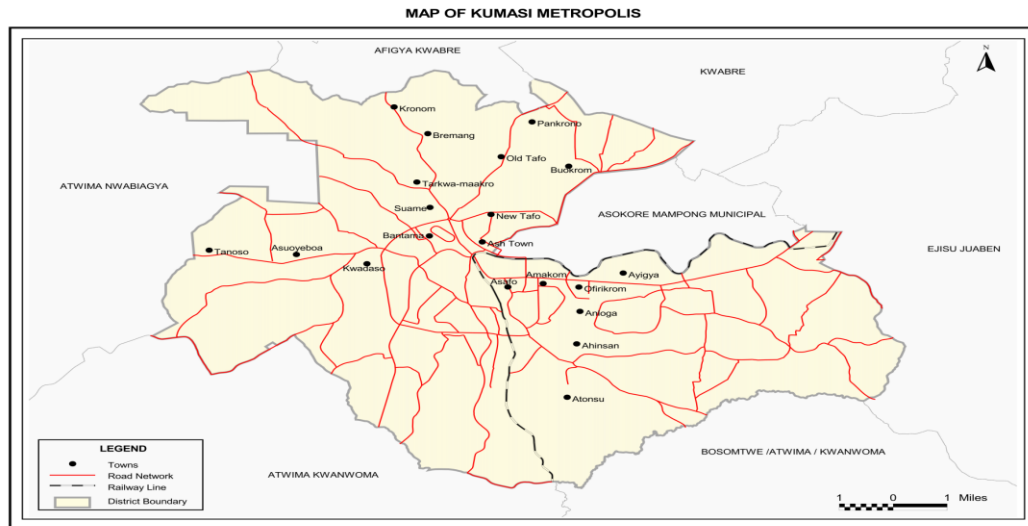 MAP OF KUMASI METROPOLIS
AFIGYA KWABRE
KWABRE
N
Kronom
Pankrono
Bremang
Old Tafo
Buokrom
ATWIMA NWABIAGYA
Tarkwa-maakro
Suame
New Tafo
ASOKORE MAMPONG MUNICIPAL
Bantama
Ash Town
EJISU JUABEN
Tanoso
Asuoyeboa
Kwadaso
Asafo
Amakom
Ayigya
Ofirikrom
Anloga
Ahinsan
Atonsu
BOSOMTWE /ATWIMA / KWANWOMA
ATWIMA KWANWOMA
LEGEND
Towns
Road Network
Railway Line
District Boundary
1 0 1 Miles